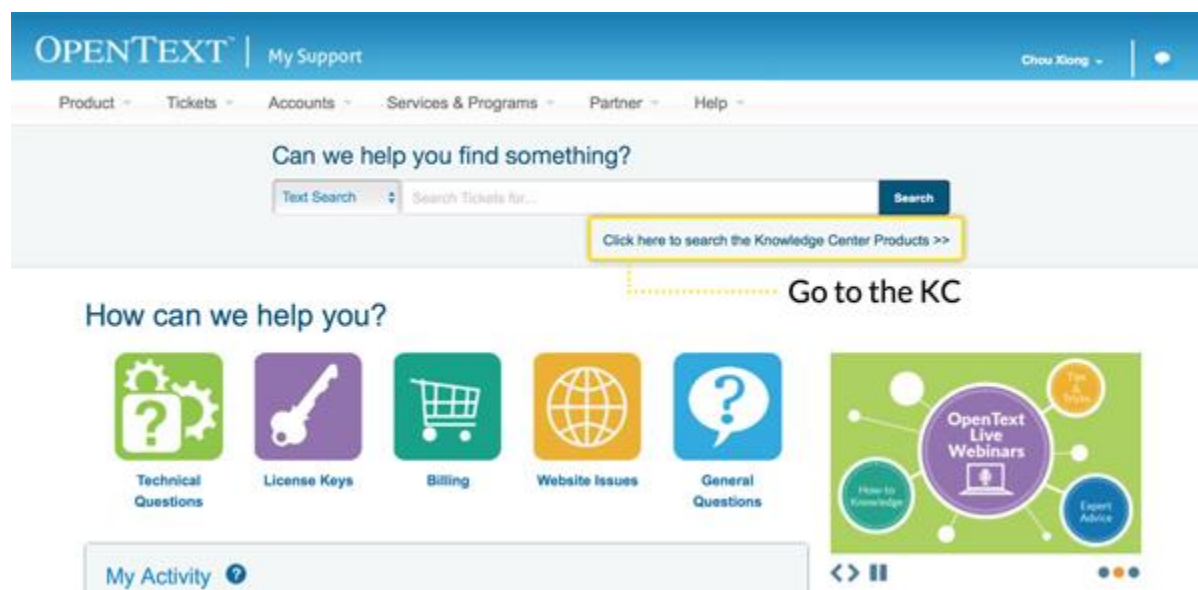 OPENTEXT™ | My Support
Chou Xiong
Product Tickets Accounts Services & Programs Partner Help
Can we help you find something?
Text Search Search Tickets for... Search
Click here to search the Knowledge Center Products >>
Go to the KC
How can we help you?
Technical
Questions
License Keys
Billing
Website Issues
General
Questions
Tips
&
Tricks
OpenText
Live
Webinars
How-to
Knowledge
Expert
Advice
My Activity ?